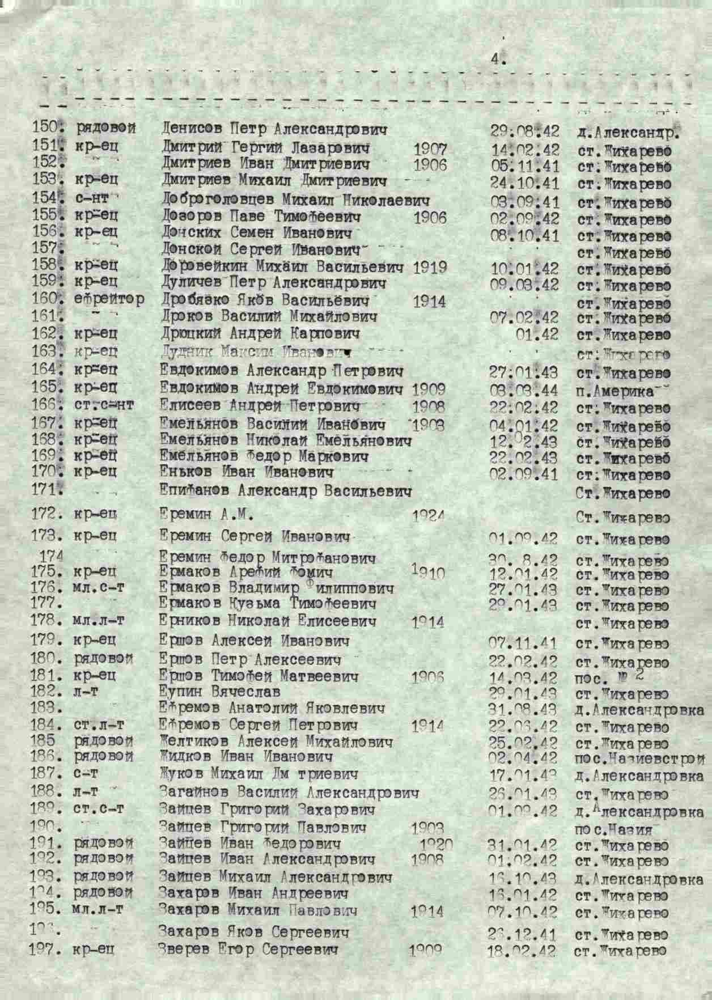 4.
150. рядовой Денисов Петр Александрович 29.08.42 д.Александр.
151. кр-ец Дмитрий Гергий Лазарович 1907 14.02.42 ст.Жихарево
152. Дмитриев Иван Дмитриевич 1906 05.11.41 ст.Жихарево
153. кр-ец Дмитриев Михаил Дмитриевич 24.10.41 ст.Жихарево
154. с-нт Доброголовцев Михаил Николаевич 03.09.41 ст.Жихарево
155. кр-ец Дозоров Паве Тимофеевич 1906 02.09.42 ст.Жихарево
156. кр-ец Донских Семен Иванович 08.10.41 ст.Жихарево
157. Донской Сергей Иванович ст.Жихарево
158. кр-ец Доровейкин Михаил Васильевич 1919 10.01.42 ст.Жихарево
159. кр-ец Дуличев Петр Александрович 09.03.42 ст.Жихарево
160. ефрейтор Дробязко Яков Васильевич 1914 ст.Жихарево
161. Дроков Василий Михайлович 07.02.42 ст.Жихарево
162. кр-ец Дрюцкий Андрей Карпович 01.42 ст.Жихарево
163. кр-ец Дудник Максим Иванович ст.Жихарево
164. кр-ец Евдокимов Александр Петрович 27.01.43 ст.Жихарево
165. кр-ец Евдокимов Андрей Евдокимович 1909 03.03.44 п.Америка
166. ст.с-нт Елисеев Андрей Петрович 1908 22.02.42 ст.Жихарево
167. кр-ец Емельянов Василий Иванович 1903 04.01.42 ст.Жихарево
168. кр-ец Емельянов Николай Емельянович 12.02.43 ст.Жихарево
169. кр-ец Емельянов Федор Маркович 22.02.43 ст.Жихарево
170. кр-ец Еньков Иван Иванович 02.09.41 ст.Жихарево
171. Епифанов Александр Васильевич Ст.Жихарево
172. кр-ец Еремин А.М. 1924 Ст.Жихарево
173. кр-ец Еремин Сергей Иванович 01.09.42 ст.Жихарево
174 Еремин Федор Митрофанович 30. 8.42 ст.Жихарево
175. кр-ец Ермаков Арефий Фомич 1910 12.01.42 ст.Жихарево
176. мл.с-т Ермаков Владимир Филиппович 27.01.43 ст.Жихарево
177. Ермаков Кузьма Тимофеевич 29.01.43 ст.Жихарево
178. мл.л-т Ерников Николай Елисеевич 1914 ст.Жихарево
179. кр-ец Ершов Алексей Иванович 07.11.41 ст.Жихарево
180. рядовой Ершов Петр Алексеевич 22.02.42 ст.Жихарево
181. кр-ец Ершов Тимофей Матвеевич 1906 14.03.42 пос. № 2
182. л-т Еупин Вячеслав 29.01.43 ст.Жихарево
183. Ефремов Анатолий Яковлевич 31.08.43 д.Александровка
184. ст.л-т Ефремов Сергей Петрович 1914 22.06.42 ст.Жихарево
185 рядовой Желтиков Алексей Михайлович 25.02.42 ст.Жихарево
186. рядовой Жидков Иван Иванович 02.04.42 пос.Назиевстрой
187. с-т Жуков Михаил Дм триевич 17.01.43 д.Александровка
188. л-т Загайнов Василий Александрович 26.01.43 ст.Жихарево
189. ст.с-т Зайцев Григорий Захарович 01.09.42 д.Александровка
190. Зайцев Григорий Павлович 1903 пос.Назия
191. рядовой Зайцев Иван Федорович 1920 31.01.42 ст.Жихарево
192. рядовой Зайцев Иван Александрович 1908 01.02.42 ст.Жихарево
193. рядовой Зайцев Михаил Александрович 16.10.43 д.Александровка
194. рядовой Захаров Иван Андреевич 16.01.42 ст.Жихарево
195. мл.л-т Захаров Михаил Павлович 1914 07.10.42 ст.Жихарево
196. Захаров Яков Сергеевич 26.12.41 ст.Жихарево
197. кр-ец Зверев Егор Сергеевич 1909 18.02.42 ст.Жихарево